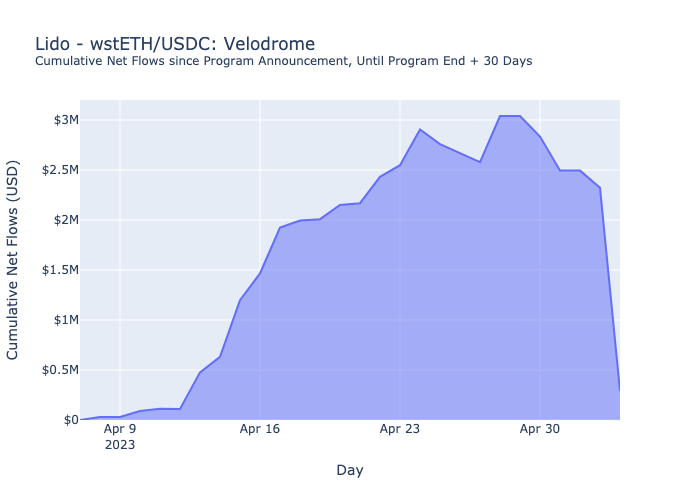 Lido - wstETH/USDC: Velodrome
Cumulative Net Flows since Program Announcement, Until Program End + 30 Days
Cumulative Net Flows (USD)
$3M
$2.5M
$2M
$1.5M
$1M
$0.5M
$0
Apr 9
2023
Apr 16
Apr 23
Apr 30
Day